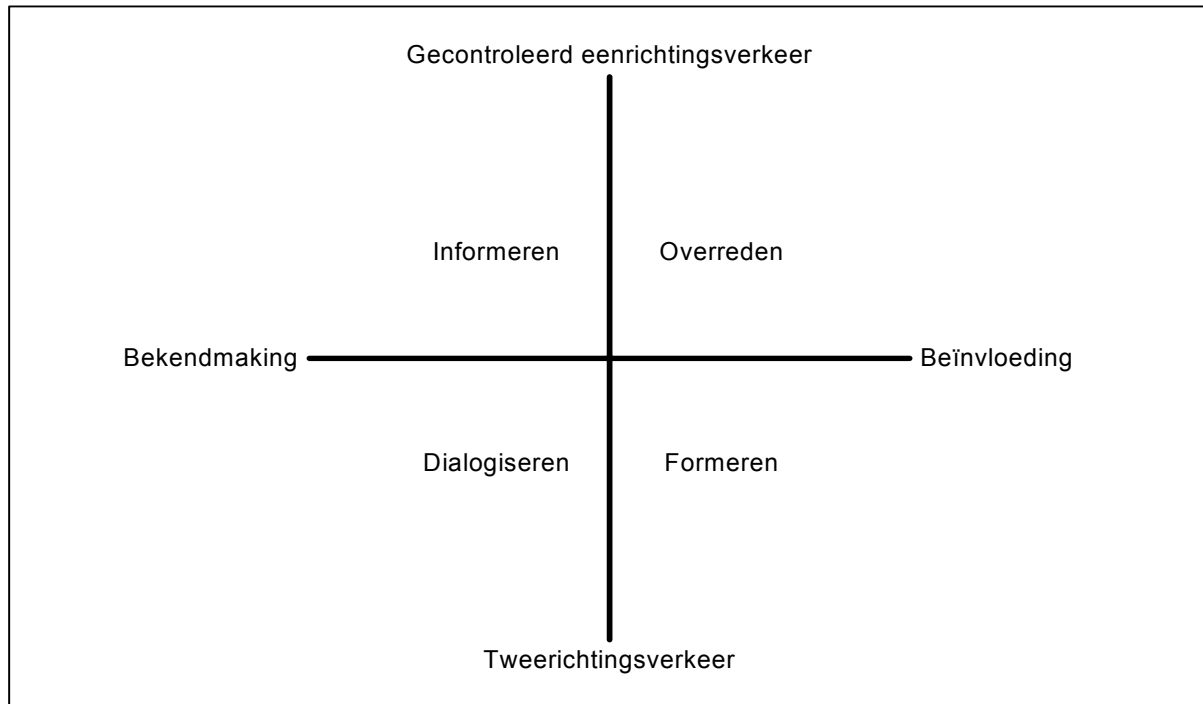 Gecontroleerd eenrichtingsverkeer
Informeren
Overreden
Bekendmaking
Beïnvloeding
Dialogiseren
Formeren
Tweerichtingsverkeer